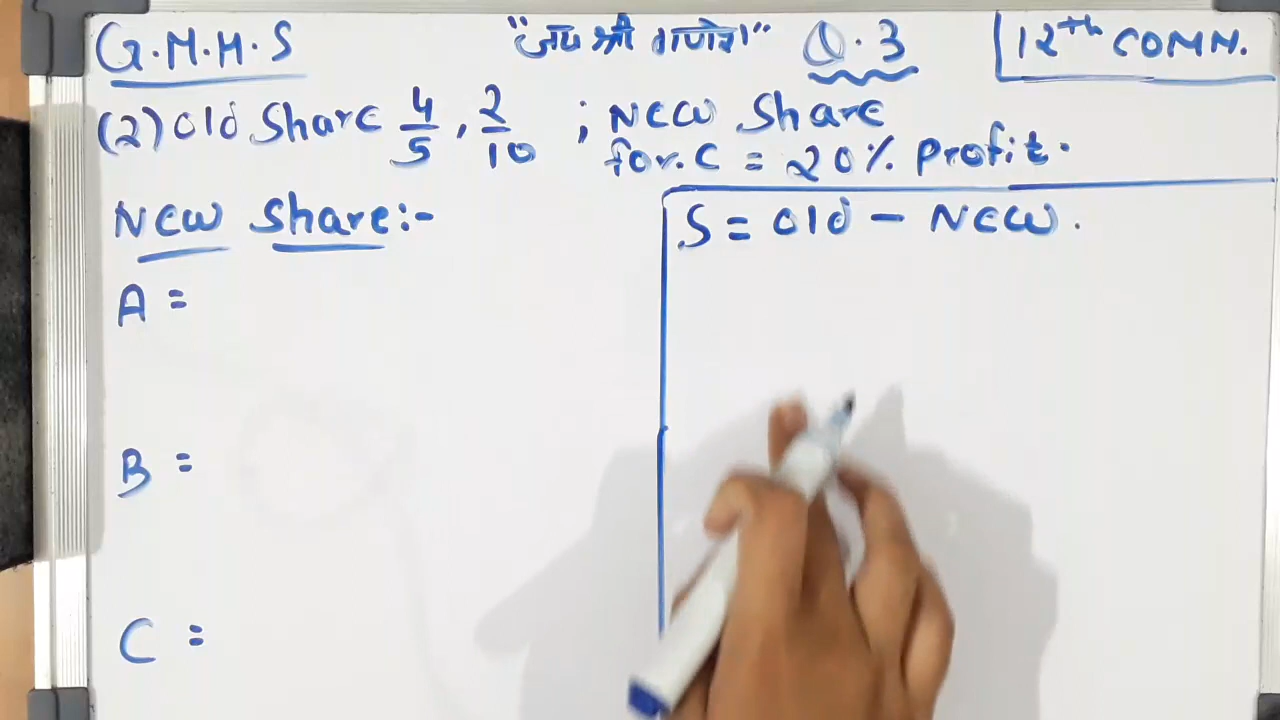 G.M.H.S "जय श्री गणेश" Q.3 12th COMM.
(2) Old Share 4/5, 2/10 ; New Share
for. C = 20% Profit.
New Share:-
S = Old - New.
A =
B =
C =